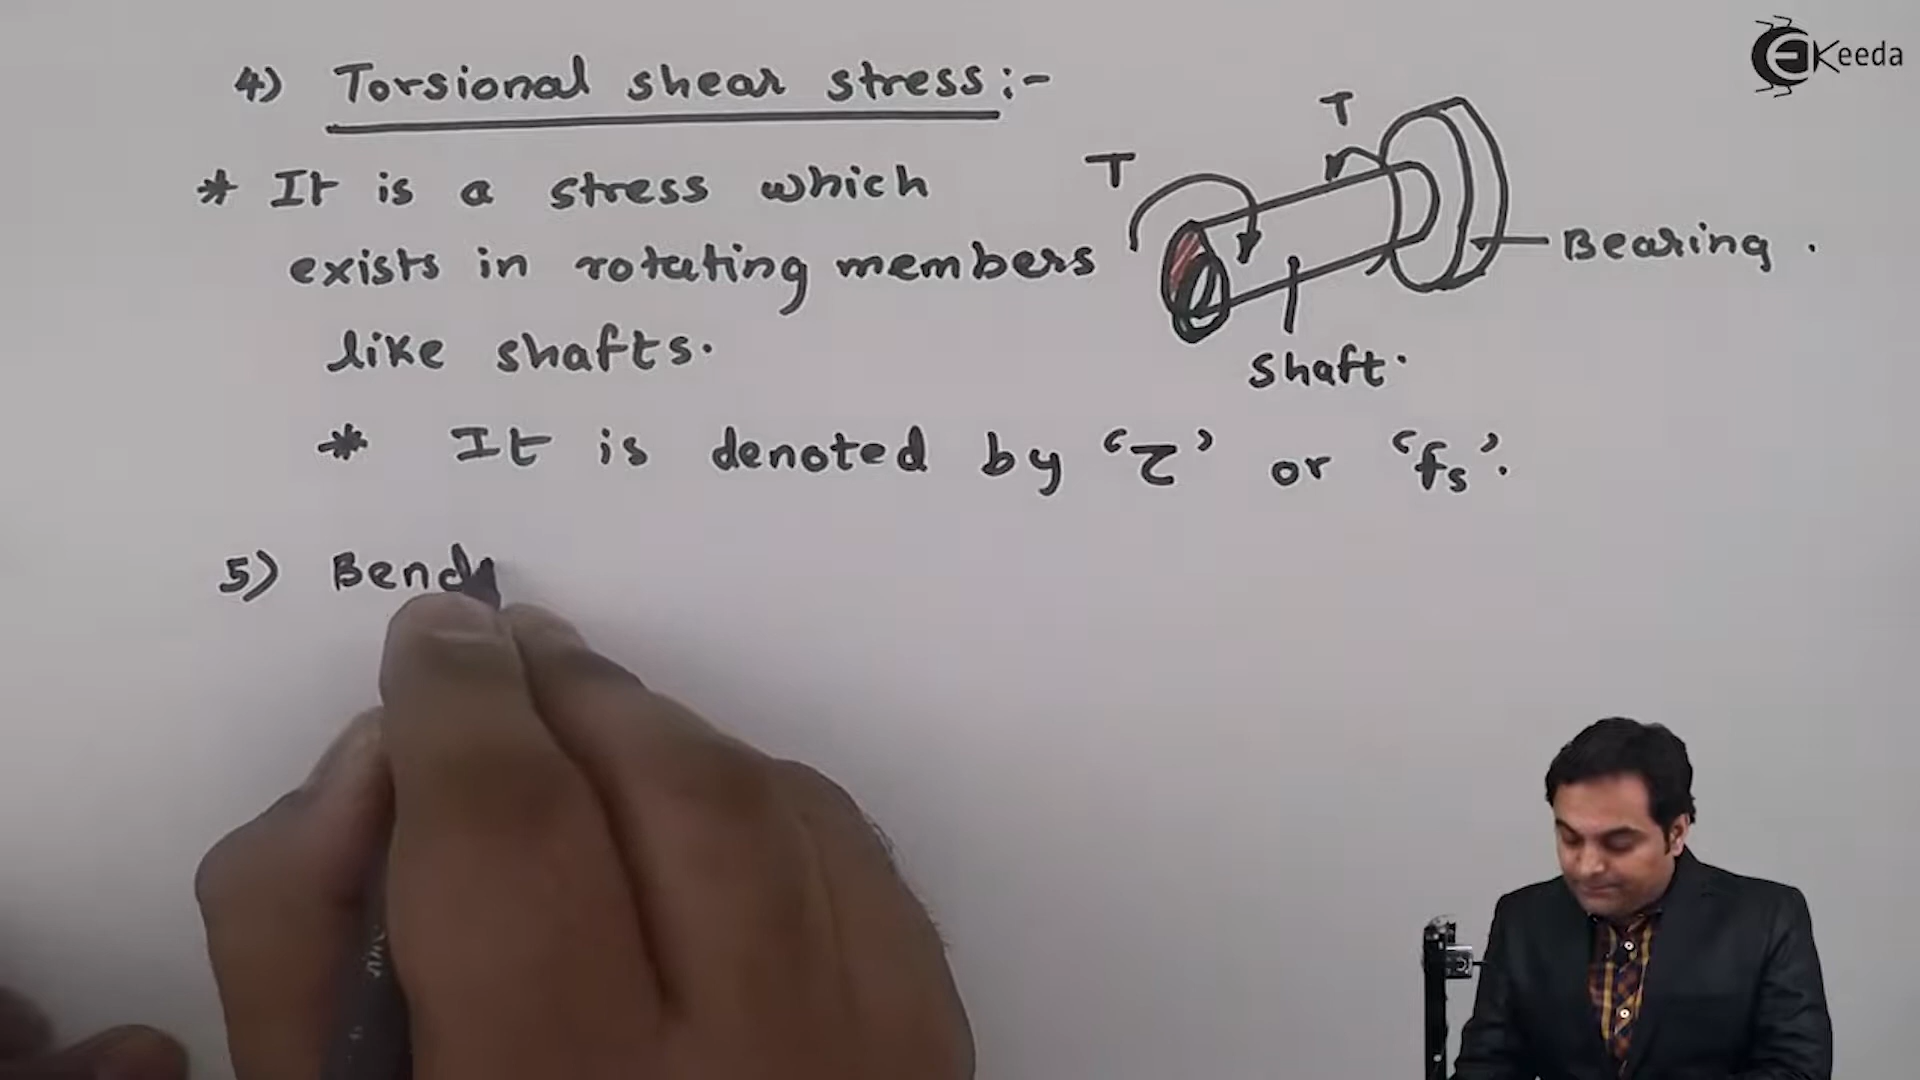 EKeeda
4) Torsional shear stress:-
* It is a stress which
exists in rotating members
like shafts.
T
T
Bearing.
Shaft.
* It is denoted by ‘τ’ or ‘fs’.
5) Bend